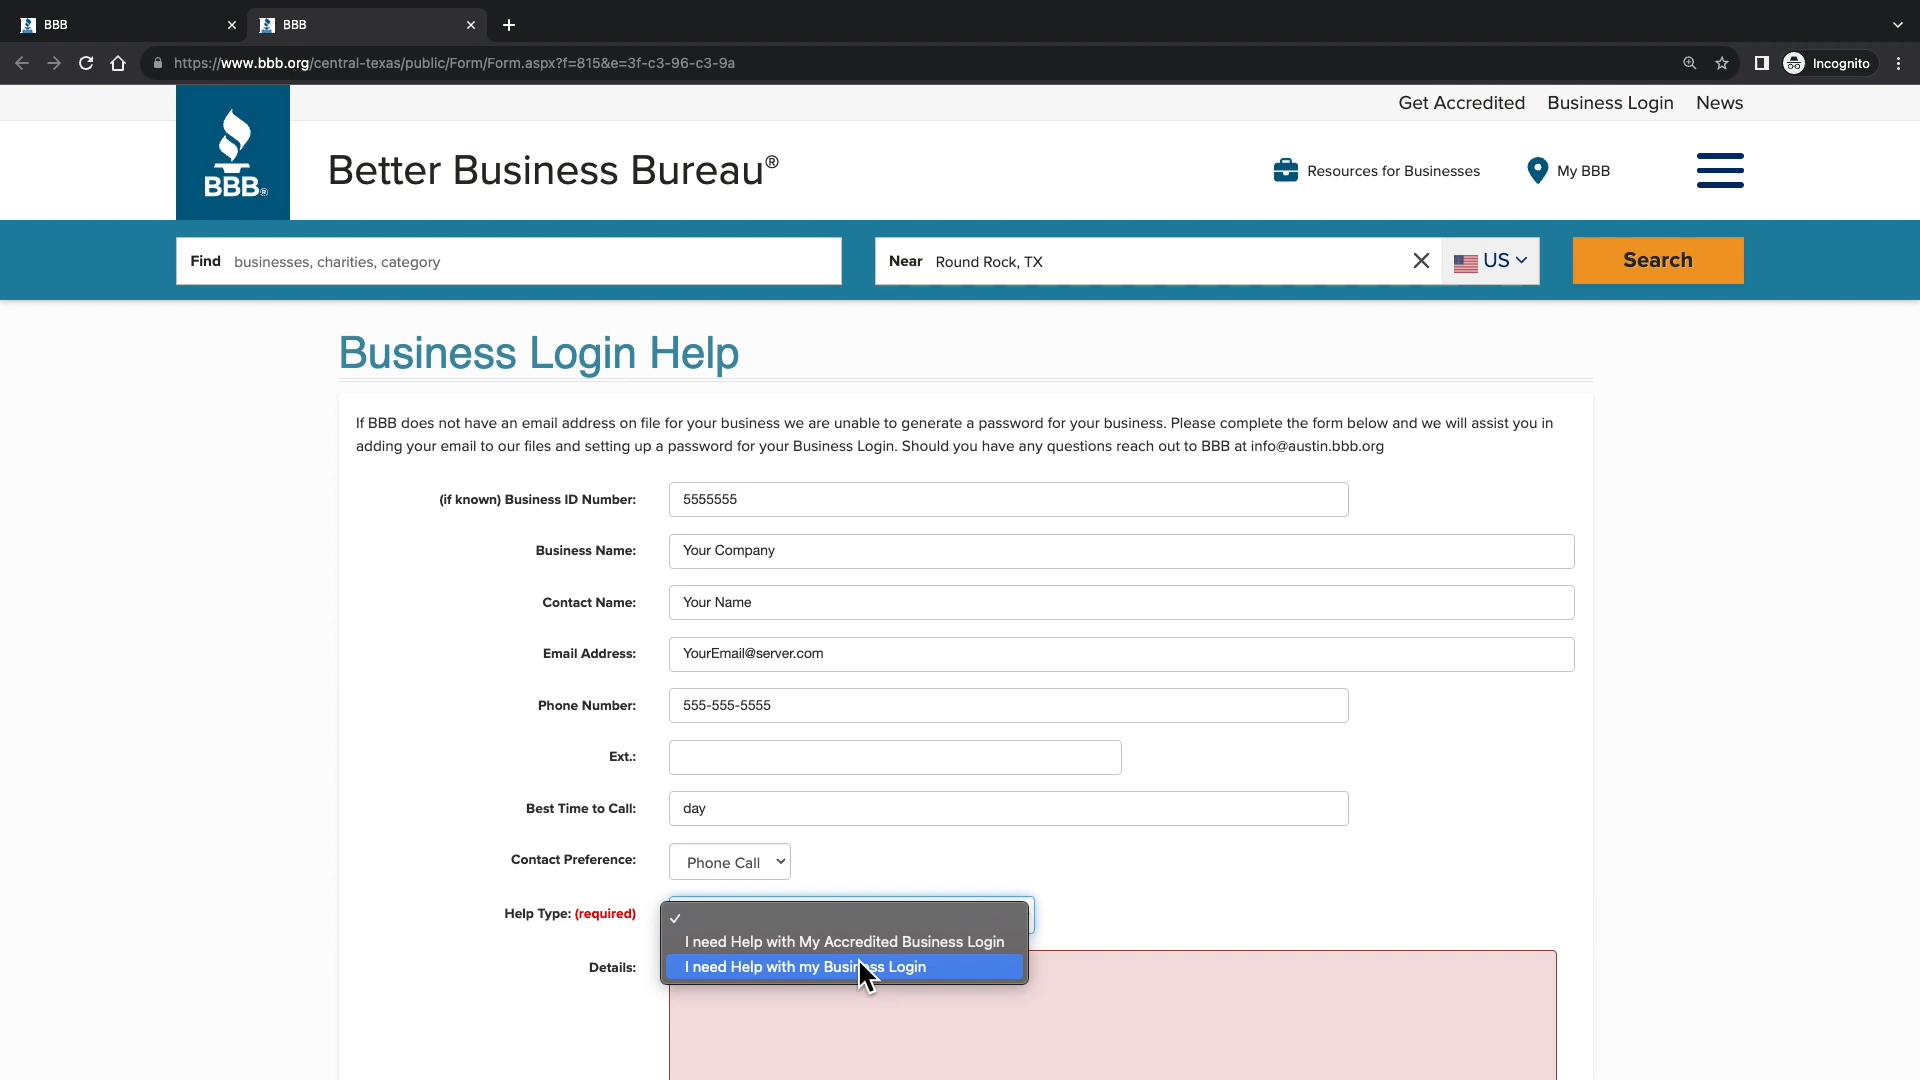 BBB
BBB
https://www.bbb.org/central-texas/public/Form/Form.aspx?f=815&e=3f-c3-96-c3-9a
Incognito
Get Accredited Business Login News
BBB®
Better Business Bureau®
Resources for Businesses
My BBB
Find businesses, charities, category
Near Round Rock, TX
US
Search
Business Login Help
If BBB does not have an email address on file for your business we are unable to generate a password for your business. Please complete the form below and we will assist you in
adding your email to our files and setting up a password for your Business Login. Should you have any questions reach out to BBB at info@austin.bbb.org
(if known) Business ID Number: 5555555
Business Name: Your Company
Contact Name: Your Name
Email Address: YourEmail@server.com
Phone Number: 555-555-5555
Ext.:
Best Time to Call: day
Contact Preference: Phone Call
Help Type: (required)
I need Help with My Accredited Business Login
I need Help with my Business Login
Details: